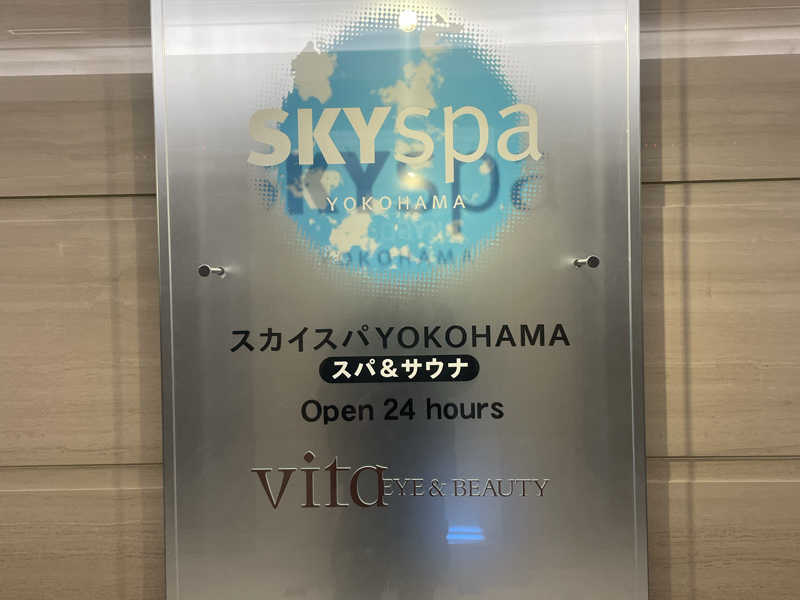 SKYspa
YOKOHAMA
スカイスパYOKOHAMA
スパ&サウナ
Open 24 hours
vita EYE & BEAUTY